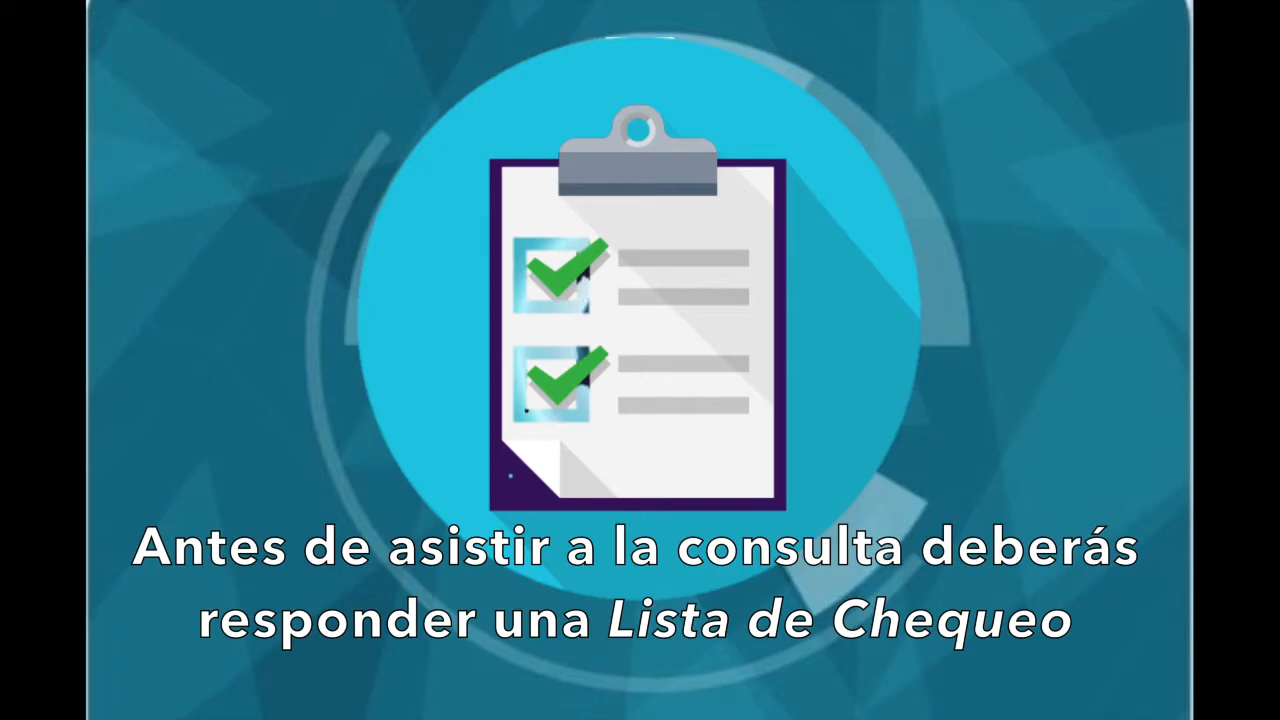 Antes de asistir a la consulta deberás
responder una Lista de Chequeo